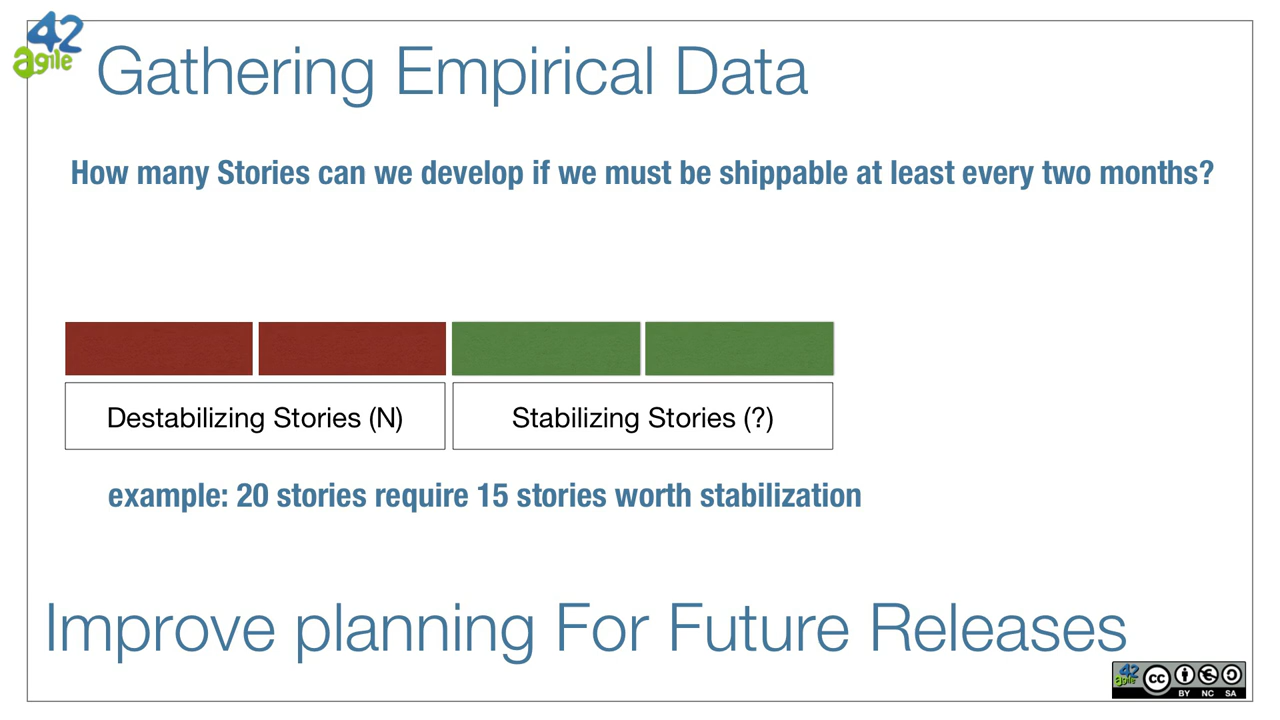 42
agile
Gathering Empirical Data
How many Stories can we develop if we must be shippable at least every two months?
Destabilizing Stories (N)
Stabilizing Stories (?)
example: 20 stories require 15 stories worth stabilization
Improve planning For Future Releases
42
agile
cc
BY NC SA